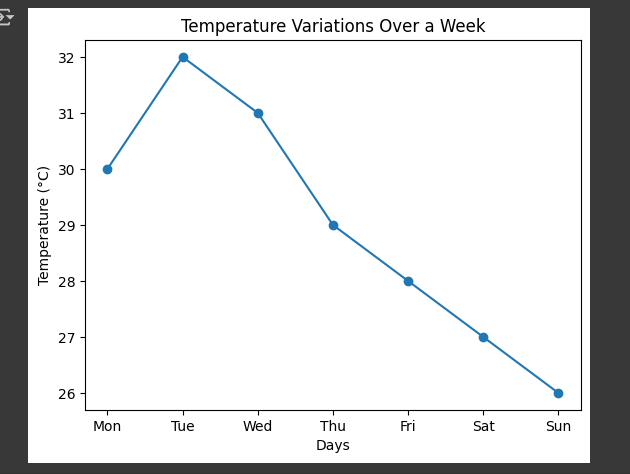 Temperature Variations Over a Week
32
31
30
29
28
27
26
Temperature (°C)
Mon Tue Wed Thu Fri Sat Sun
Days